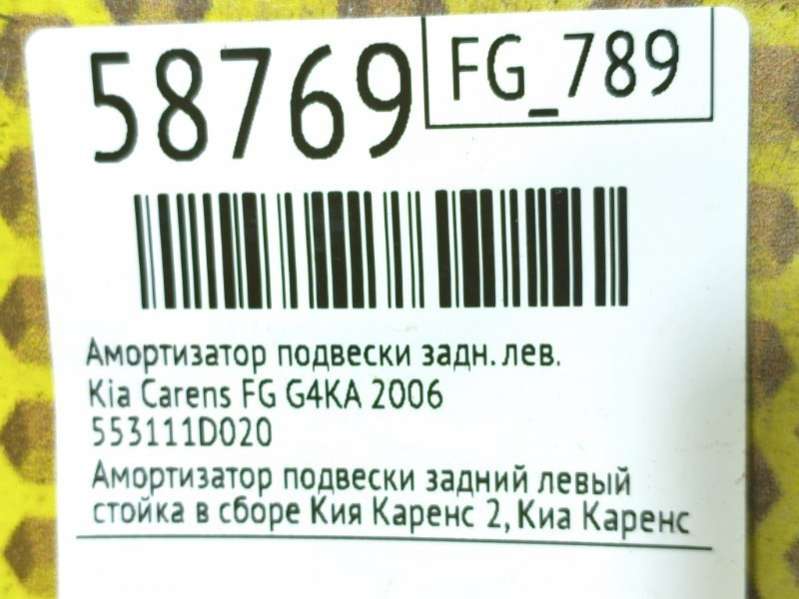 58769
FG_789
Амортизатор подвески задн. лев.
Kia Carens FG G4KA 2006
553111D020
Амортизатор подвески задний левый
стойка в сборе Кия Каренс 2, Киа Каренс